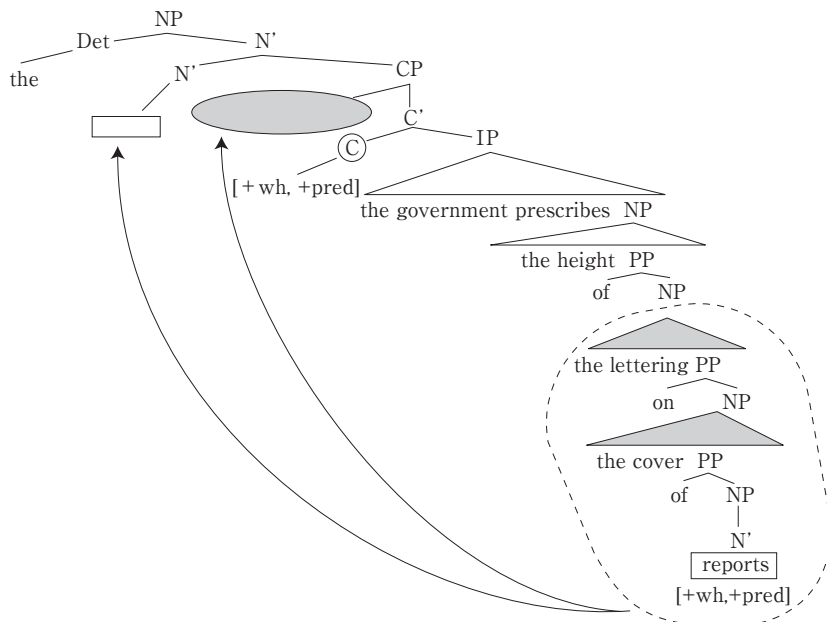 NP
Det N'
the N' CP
C'
C IP
[+wh, +pred]
the government prescribes NP
the height PP
of NP
the lettering PP
on NP
the cover PP
of NP
N'
reports
[+wh,+pred]